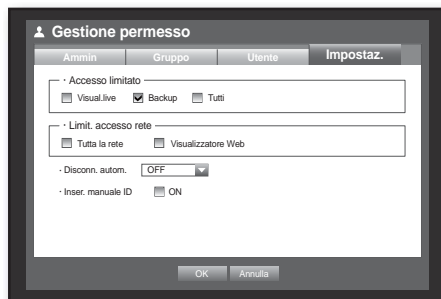 Gestione permesso
Ammin Gruppo Utente Impostaz.
· Accesso limitato
Visual.live Backup Tutti
· Limit. accesso rete
Tutta la rete Visualizzatore Web
· Disconn. autom. OFF
· Inser. manuale ID ON
OK Annulla